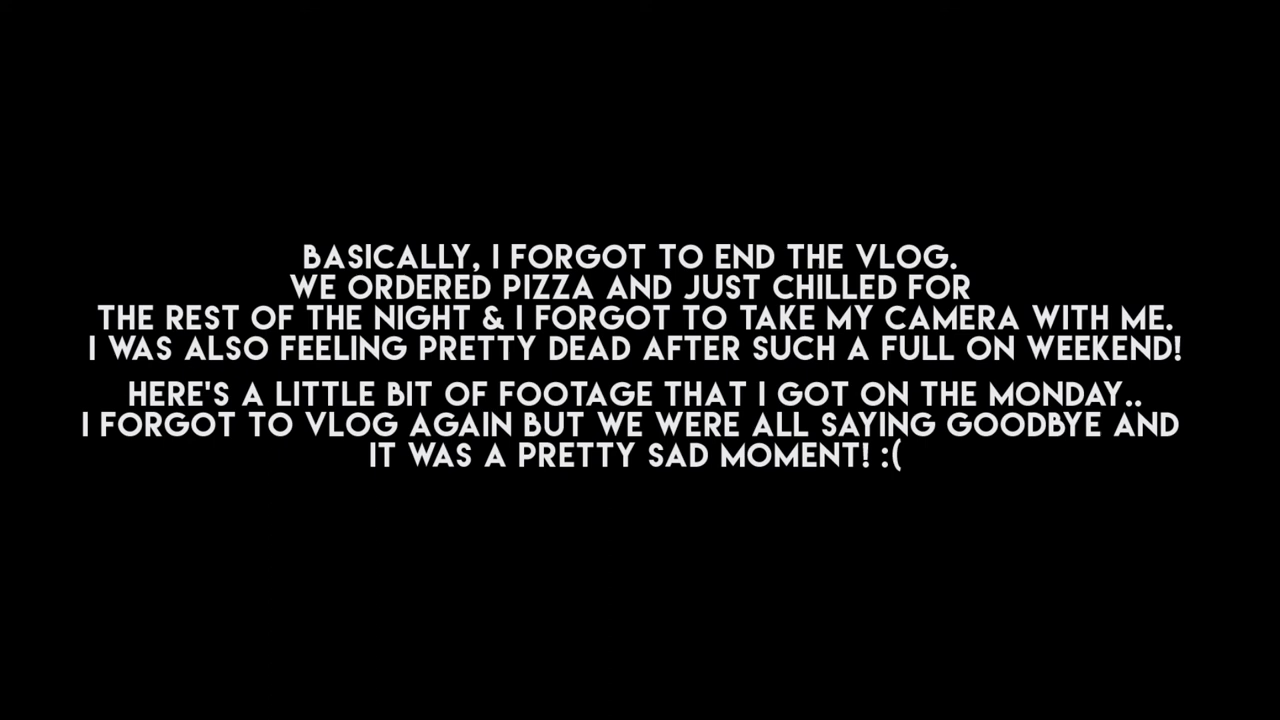 BASICALLY, I FORGOT TO END THE VLOG.
WE ORDERED PIZZA AND JUST CHILLED FOR
THE REST OF THE NIGHT & I FORGOT TO TAKE MY CAMERA WITH ME.
I WAS ALSO FEELING PRETTY DEAD AFTER SUCH A FULL ON WEEKEND!
HERE'S A LITTLE BIT OF FOOTAGE THAT I GOT ON THE MONDAY..
I FORGOT TO VLOG AGAIN BUT WE WERE ALL SAYING GOODBYE AND
IT WAS A PRETTY SAD MOMENT! :(